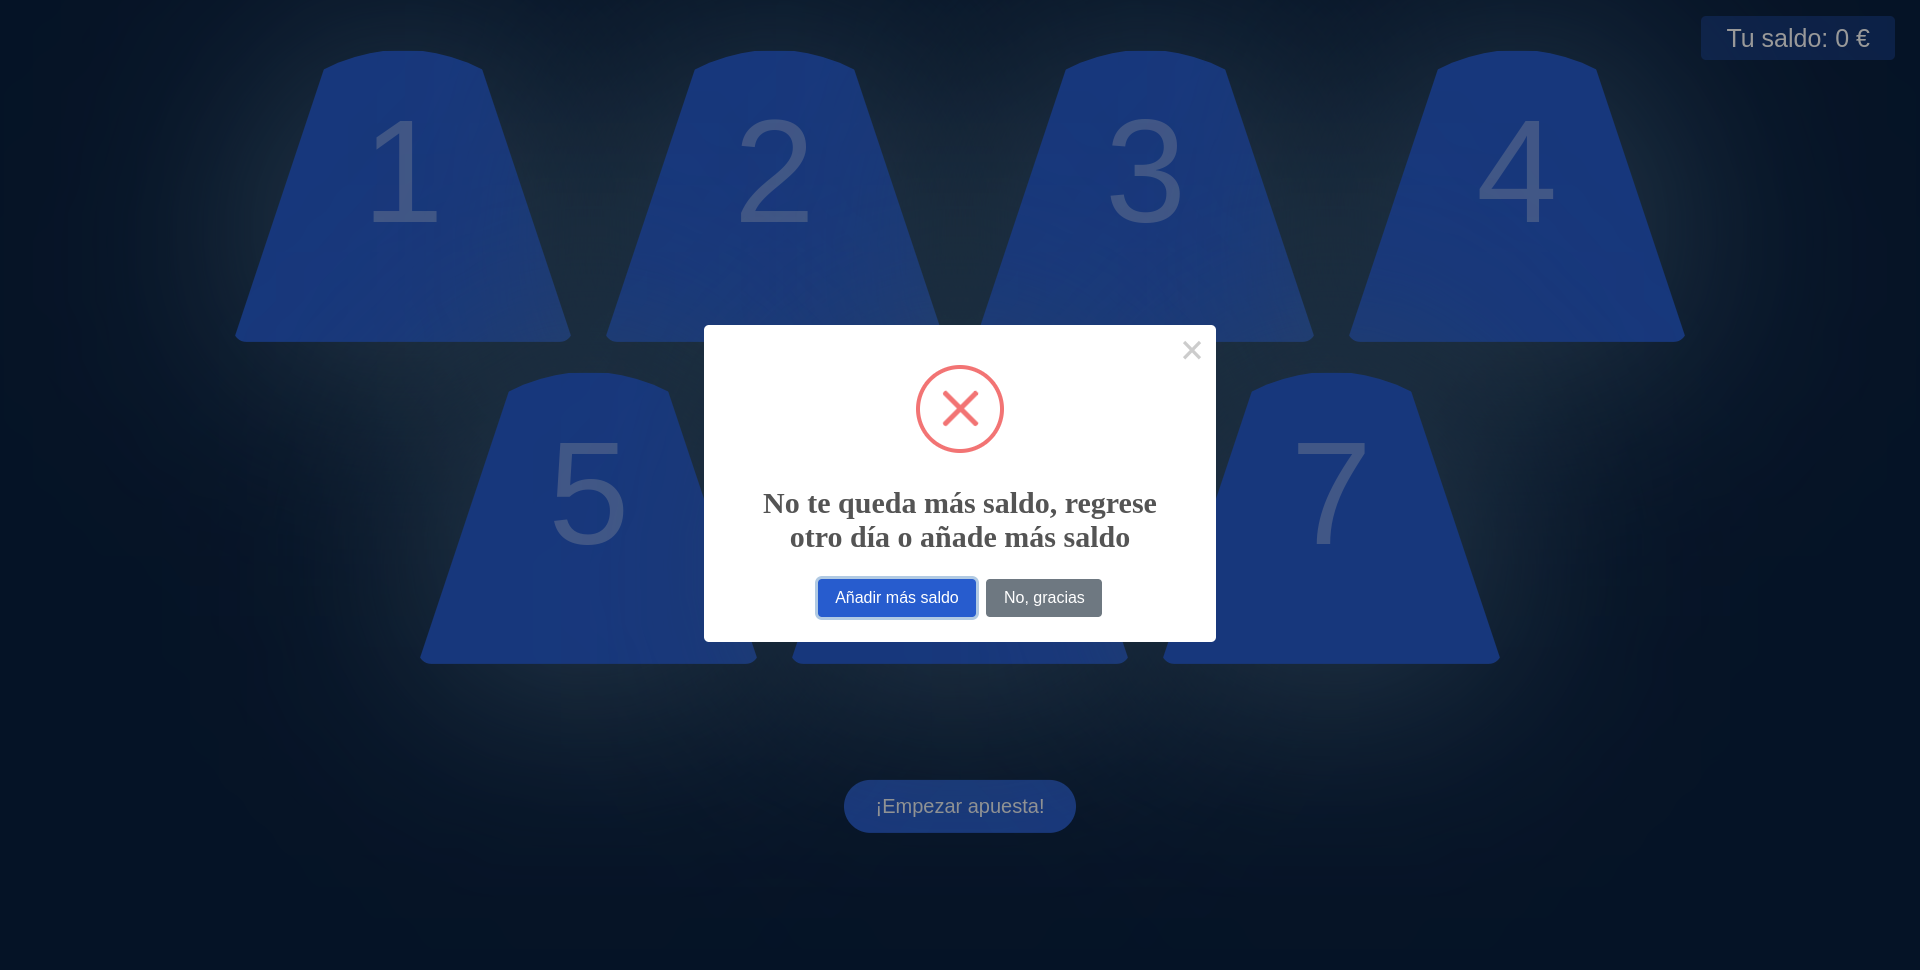 Tu saldo: 0 €
1
2
3
4
5
7
No te queda más saldo, regrese
otro día o añade más saldo
Añadir más saldo
No, gracias
¡Empezar apuesta!